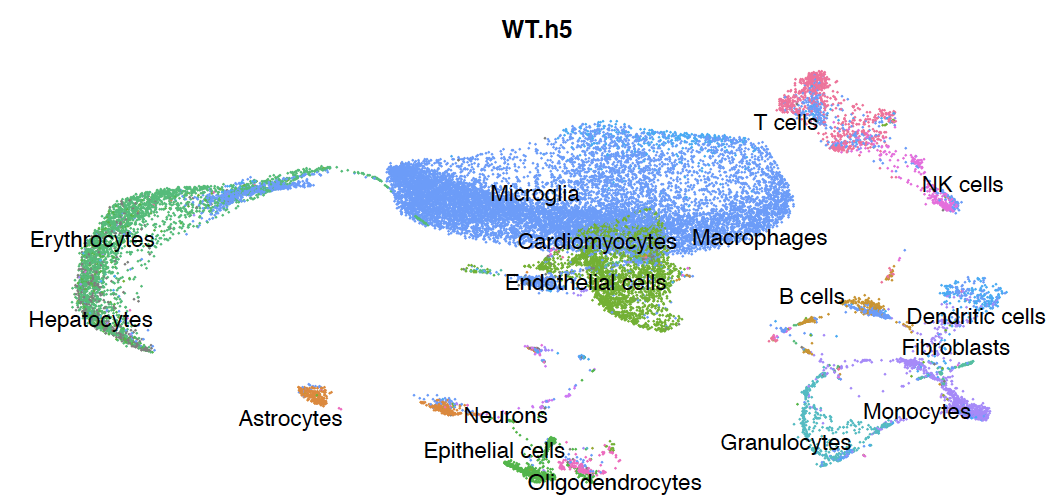 WT.h5
T cells
NK cells
Microglia
Erythrocytes
Cardiomyocytes
Macrophages
Endothelial cells
B cells
Dendritic cells
Hepatocytes
Fibroblasts
Astrocytes
Neurons
Monocytes
Granulocytes
Epithelial cells
Oligodendrocytes